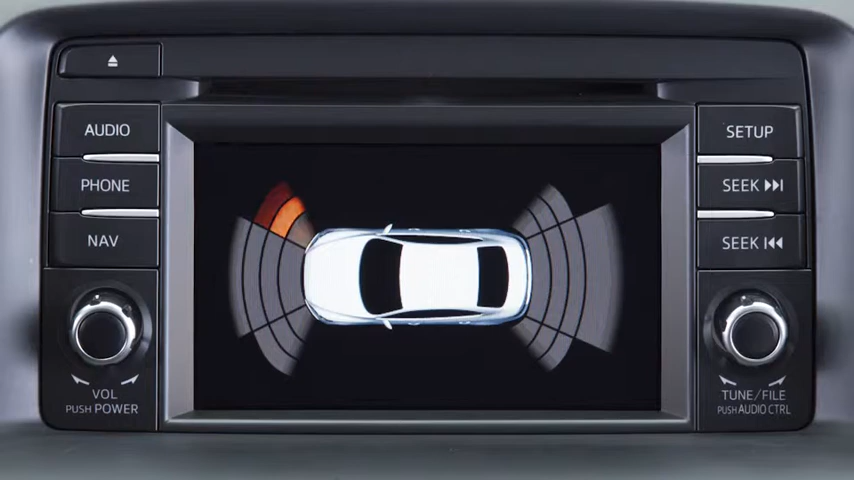 AUDIO
PHONE
NAV
VOL
PUSH POWER
SETUP
SEEK
SEEK
TUNE/FILE
PUSH AUDIO CTRL